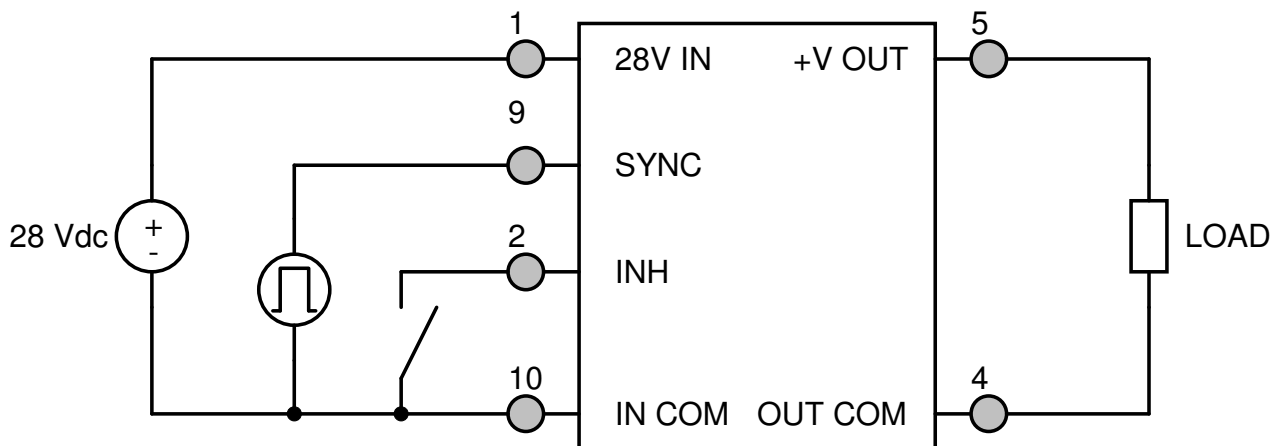 1
5
28V IN
+V OUT
9
SYNC
28 Vdc
+
-
2
INH
LOAD
10
4
IN COM
OUT COM